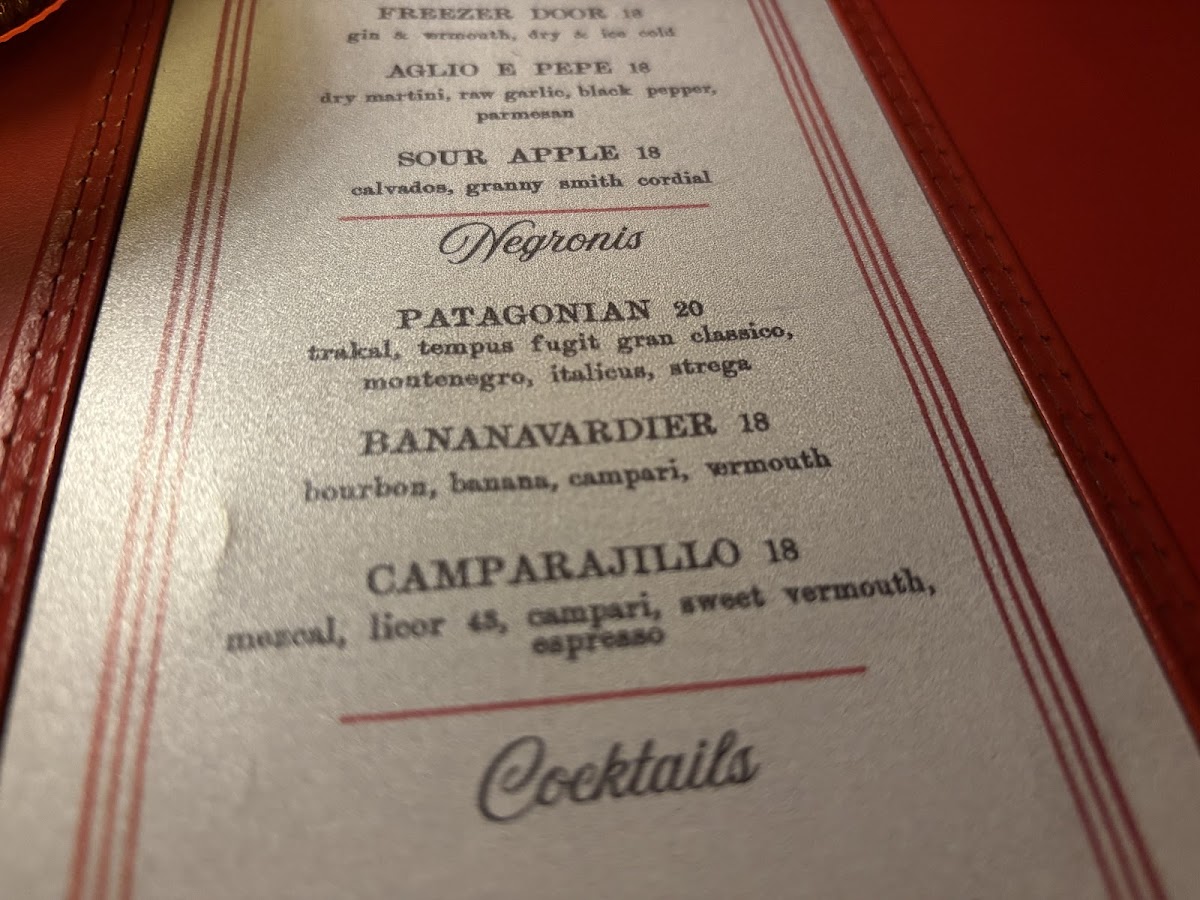 FREEZER DOOR 18
gin & vermouth, dry & ice cold
AGLIO E PEPE 18
dry martini, raw garlic, black pepper,
parmesan
SOUR APPLE 18
calvados, granny smith cordial
Negronis
PATAGONIAN 20
trakal, tempus fugit gran classico,
montenegro, italicus, strega
BANANAVARDIER 18
bourbon, banana, campari, vermouth
CAMPARAJILLO 18
mezcal, licor 43, campari, sweet vermouth,
espresso
Cocktails